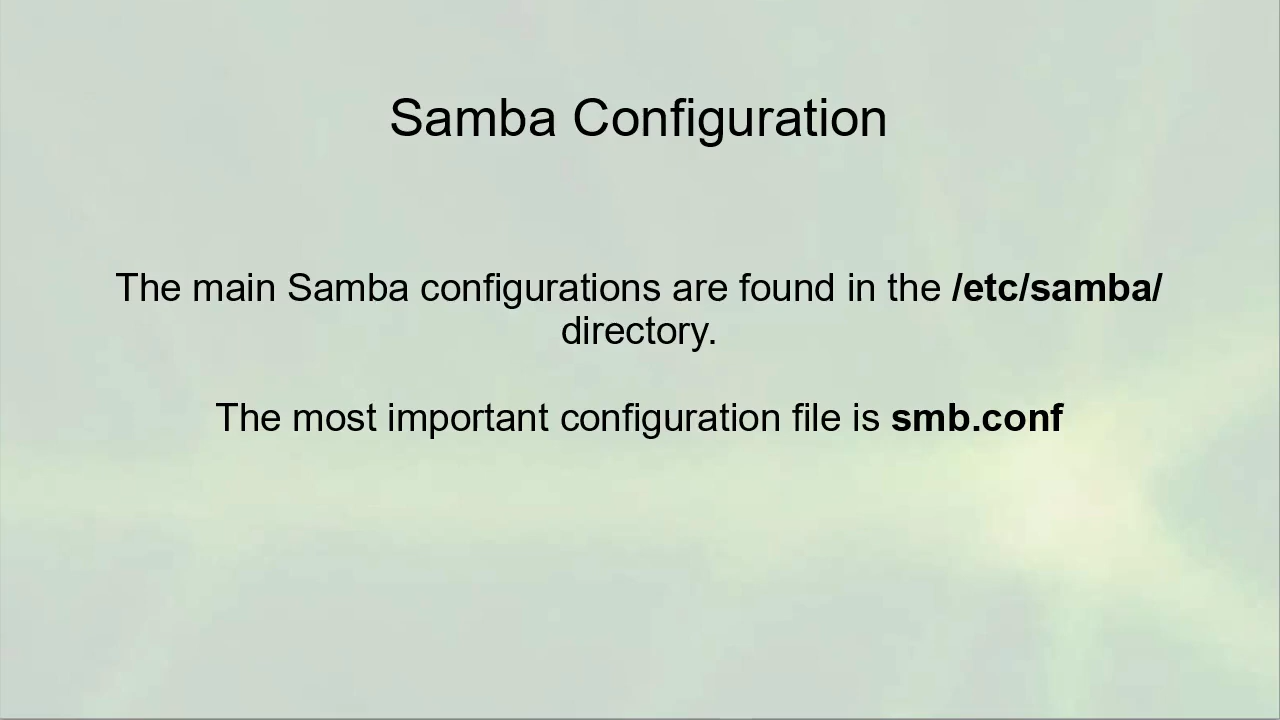 Samba Configuration
The main Samba configurations are found in the /etc/samba/
directory.
The most important configuration file is smb.conf